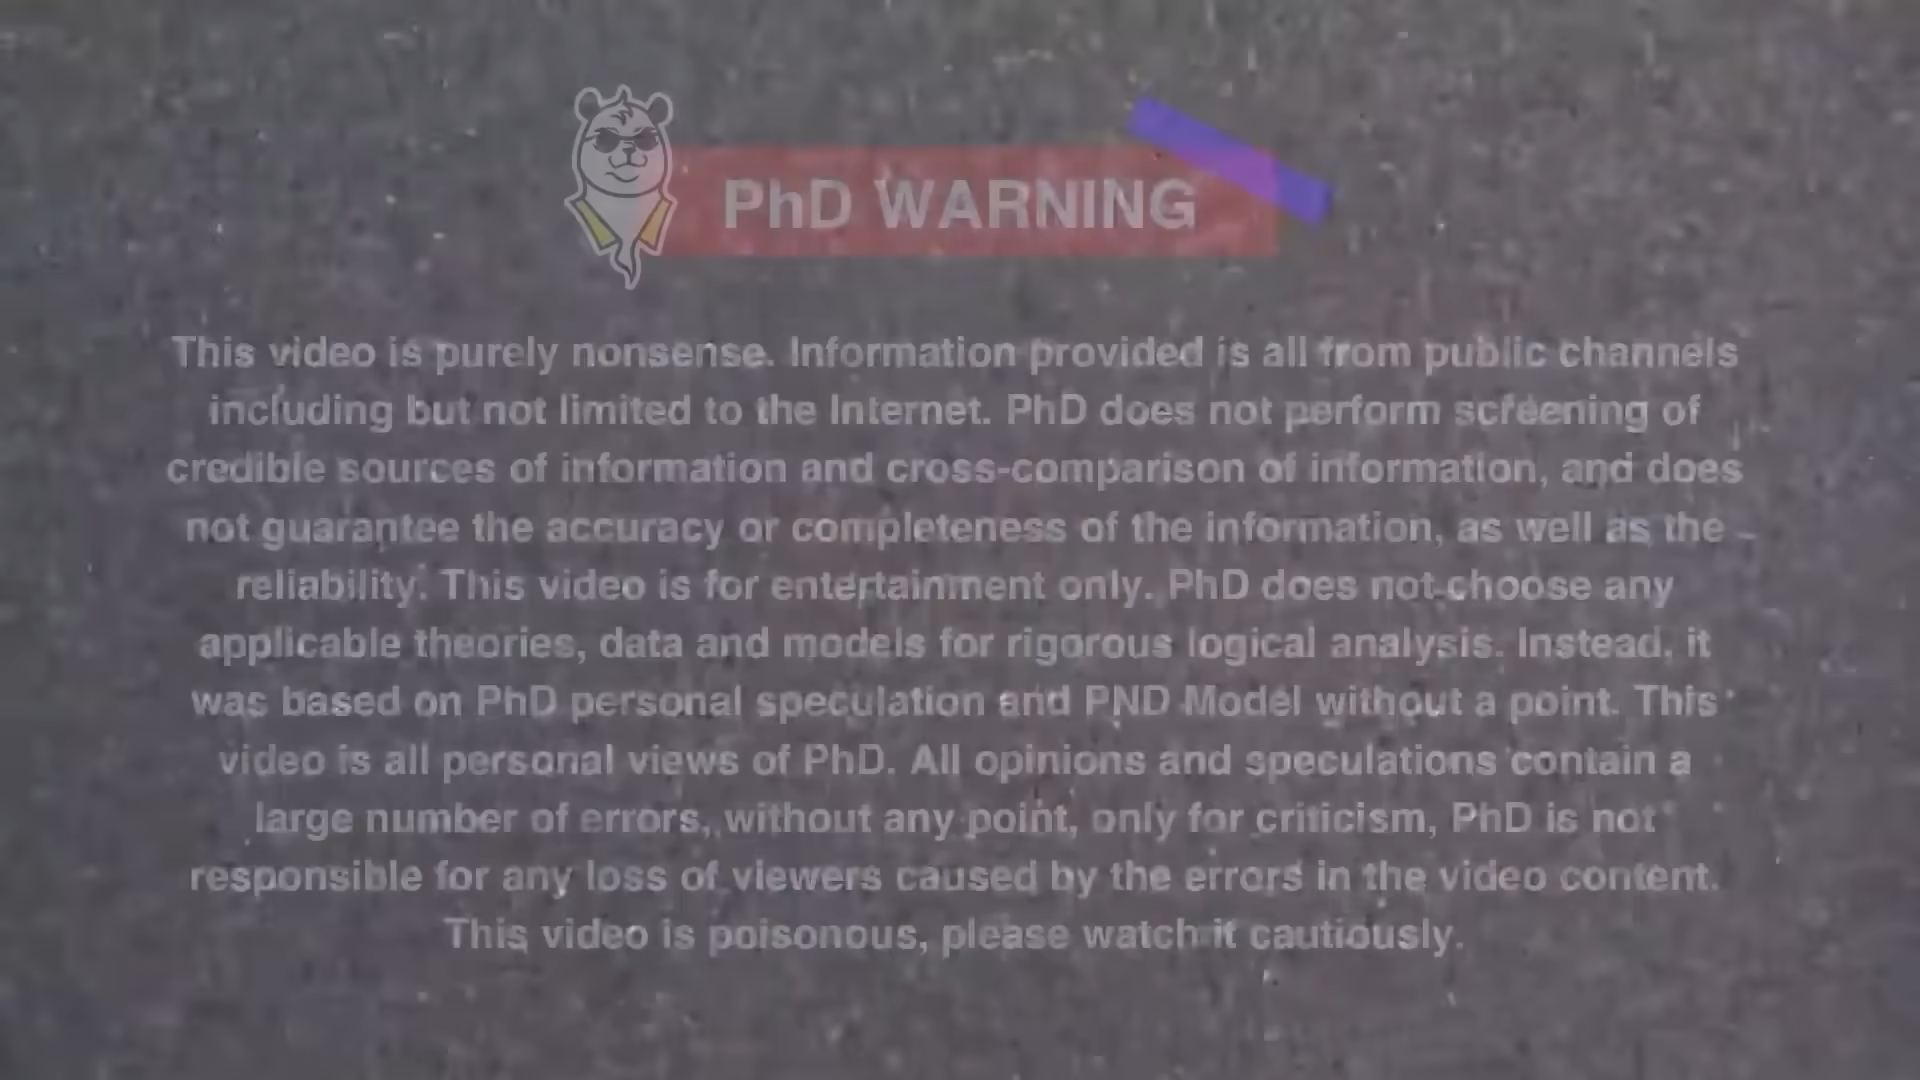 PhD WARNING
This video is purely nonsense. Information provided is all from public channels
including but not limited to the Internet. PhD does not perform screening of
credible sources of information and cross-comparison of information, and does
not guarantee the accuracy or completeness of the information, as well as the
reliability. This video is for entertainment only. PhD does not choose any
applicable theories, data and models for rigorous logical analysis. Instead, it
was based on PhD personal speculation and PND Model without a point. This
video is all personal views of PhD. All opinions and speculations contain a
large number of errors, without any point, only for criticism, PhD is not
responsible for any loss of viewers caused by the errors in the video content.
This video is poisonous, please watch it cautiously.